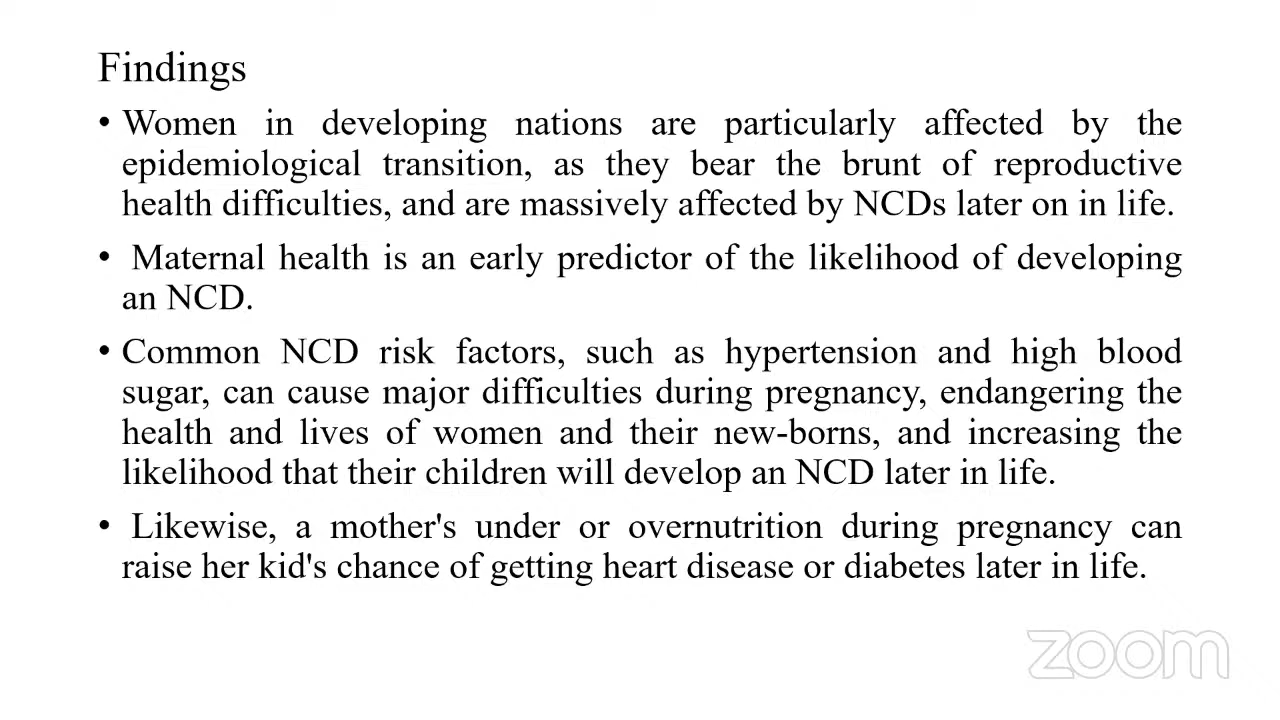 Findings
• Women in developing nations are particularly affected by the
epidemiological transition, as they bear the brunt of reproductive
health difficulties, and are massively affected by NCDs later on in life.
• Maternal health is an early predictor of the likelihood of developing
an NCD.
• Common NCD risk factors, such as hypertension and high blood
sugar, can cause major difficulties during pregnancy, endangering the
health and lives of women and their new-borns, and increasing the
likelihood that their children will develop an NCD later in life.
• Likewise, a mother's under or overnutrition during pregnancy can
raise her kid's chance of getting heart disease or diabetes later in life.
zoom